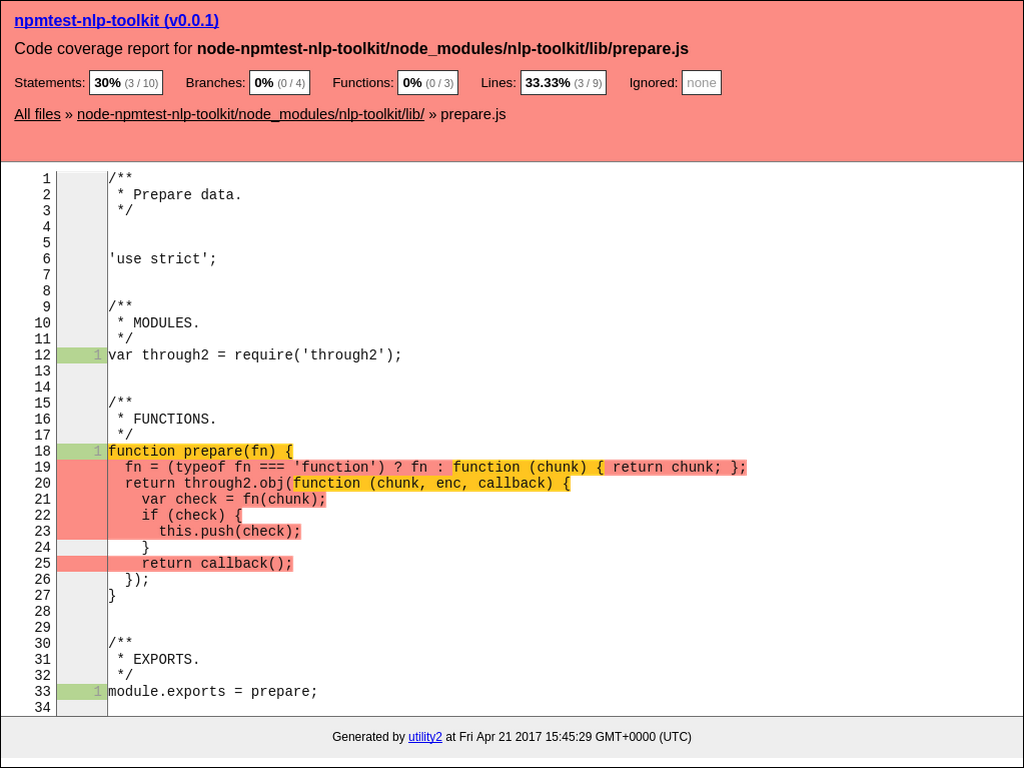 npmtest-nlp-toolkit (v0.0.1)
Code coverage report for node-npmtest-nlp-toolkit/node_modules/nlp-toolkit/lib/prepare.js
Statements: 30% (3 / 10) Branches: 0% (0 / 4) Functions: 0% (0 / 3) Lines: 33.33% (3 / 9) Ignored: none
All files » node-npmtest-nlp-toolkit/node_modules/nlp-toolkit/lib/ » prepare.js
1 /**
2  * Prepare data.
3  */
4
5
6 'use strict';
7
8
9 /**
10  * MODULES.
11  */
12 1 var through2 = require('through2');
13
14
15 /**
16  * FUNCTIONS.
17  */
18 1 function prepare(fn) {
19   fn = (typeof fn === 'function') ? fn : function (chunk) { return chunk; };
20   return through2.obj(function (chunk, enc, callback) {
21     var check = fn(chunk);
22     if (check) {
23       this.push(check);
24     }
25     return callback();
26   });
27 }
28
29
30 /**
31  * EXPORTS.
32  */
33 1 module.exports = prepare;
34
Generated by utility2 at Fri Apr 21 2017 15:45:29 GMT+0000 (UTC)